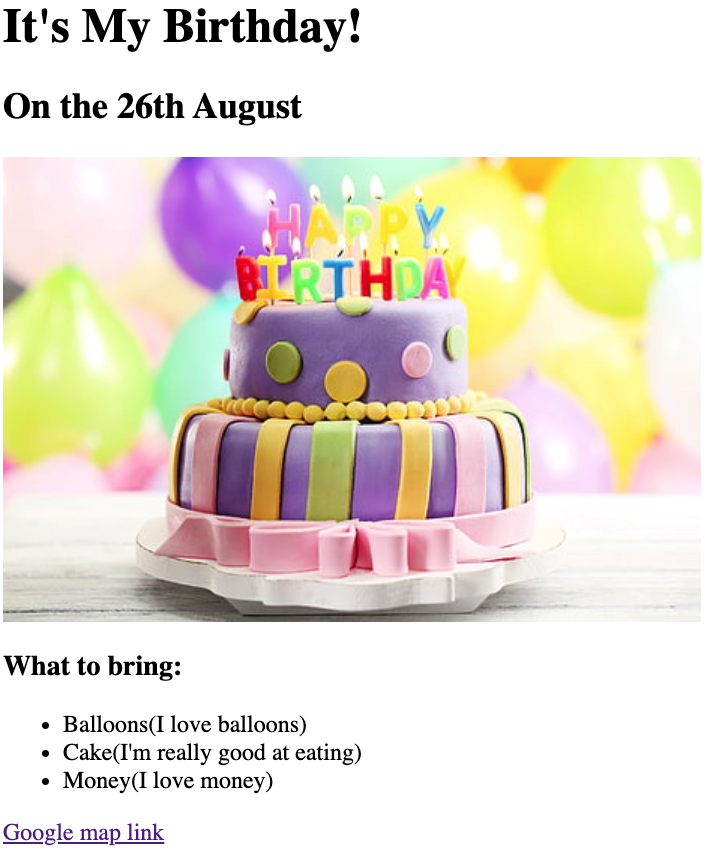 It's My Birthday!
On the 26th August
HAPPY
BIRTHDAY
What to bring:
Balloons(I love balloons)
Cake(I'm really good at eating)
Money(I love money)
Google map link